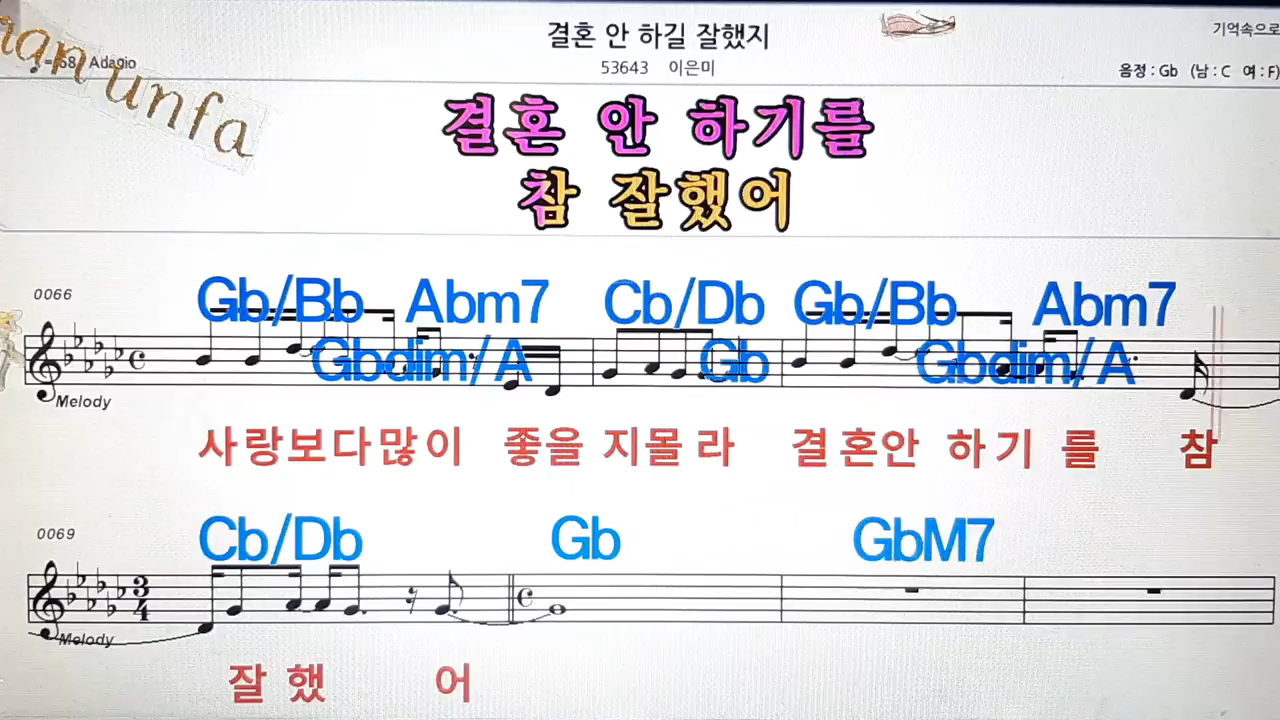 결혼 안 하길 잘했지
기억속으로
=68 Adagio
53643 이은미
음정 : Gb (남 : C 여 : F)
unfa
결혼 안 하기를
참 잘했어
0066
Gb/Bb Abm7 Cb/Db Gb/Bb Abm7
Gbdim/A Gb Gbdim/A
Melody
사랑보다많이 좋을 지몰 라 결혼안 하기 를 참
0069
Cb/Db Gb GbM7
3
4
Melody
잘 했 어